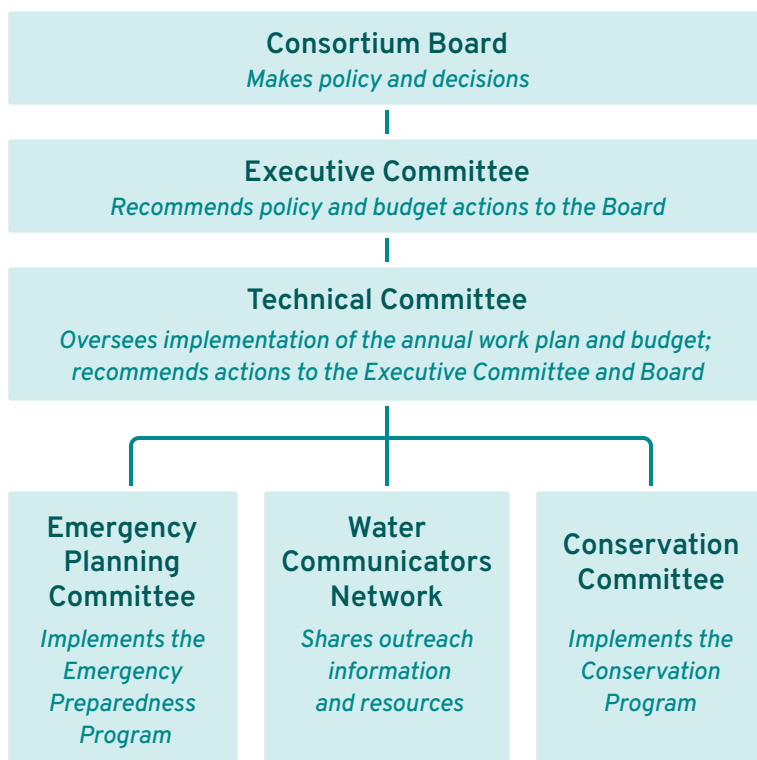 Consortium Board
Makes policy and decisions
Executive Committee
Recommends policy and budget actions to the Board
Technical Committee
Oversees implementation of the annual work plan and budget;
recommends actions to the Executive Committee and Board
Emergency
Planning
Committee
Implements the
Emergency
Preparedness
Program
Water
Communicators
Network
Shares outreach
information
and resources
Conservation
Committee
Implements the
Conservation
Program